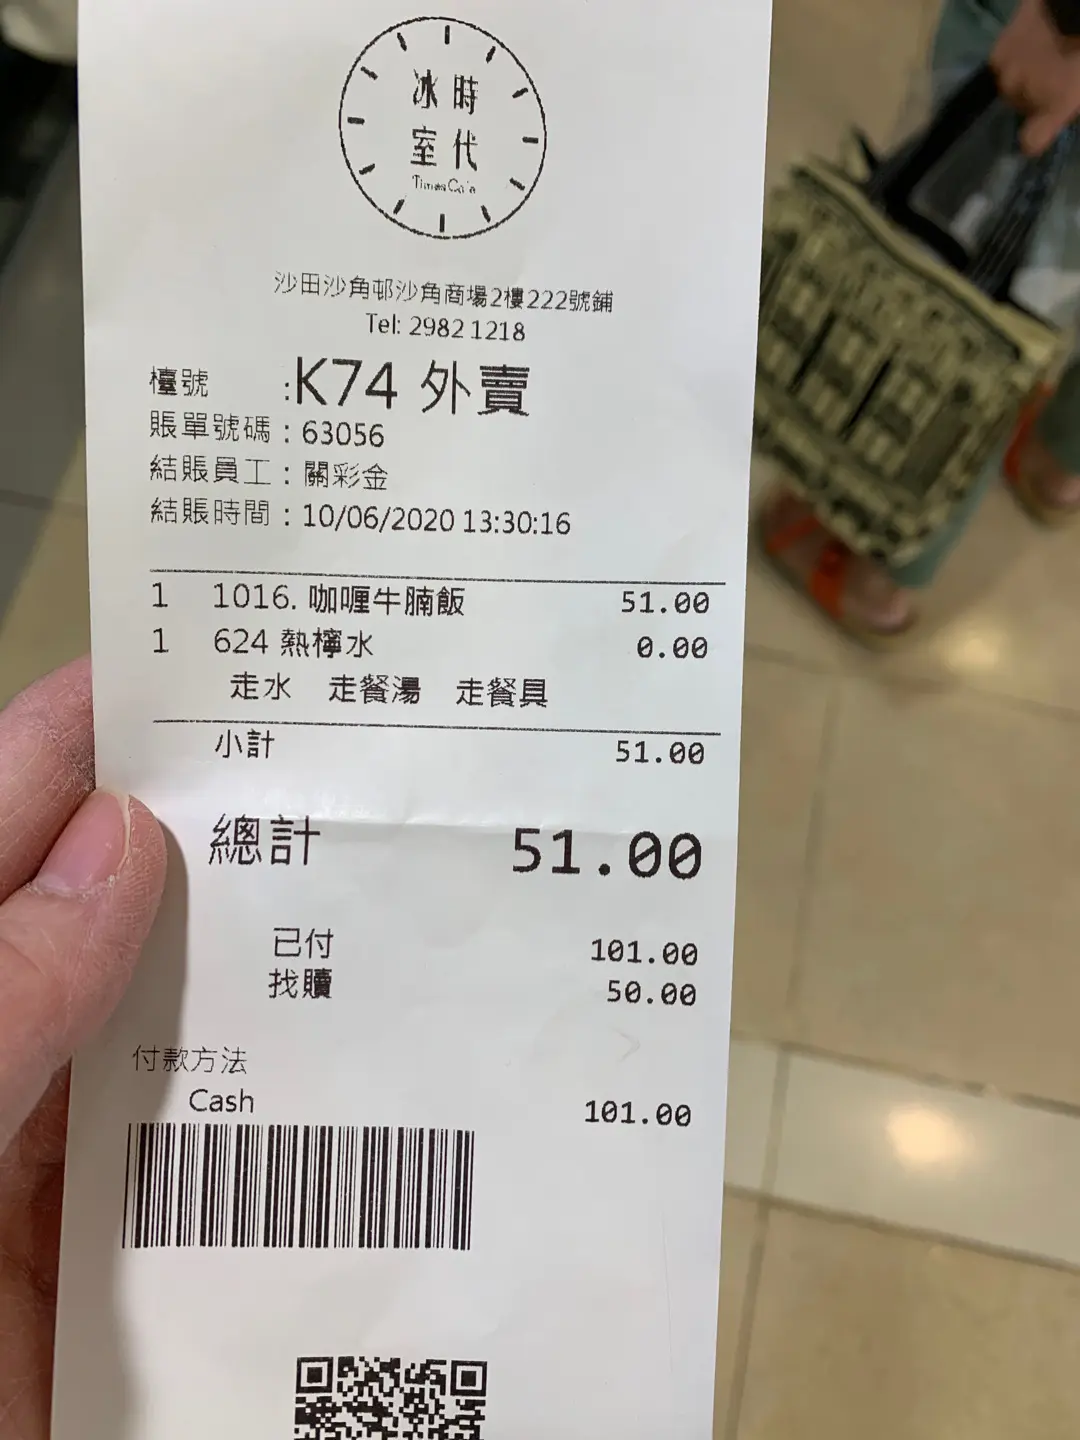 時代
冰室
Times Cafe
沙田沙角邨沙角商場2樓222號鋪
Tel: 2982 1218
檯號 :K74 外賣
賬單號碼 : 63056
結賬員工 : 關彩金
結賬時間 : 10/06/2020 13:30:16
1 1016. 咖喱牛腩飯 51.00
1 624 熱檸水 0.00
走水 走餐湯 走餐具
小計 51.00
總計 51.00
已付 101.00
找贖 50.00
付款方法
Cash 101.00